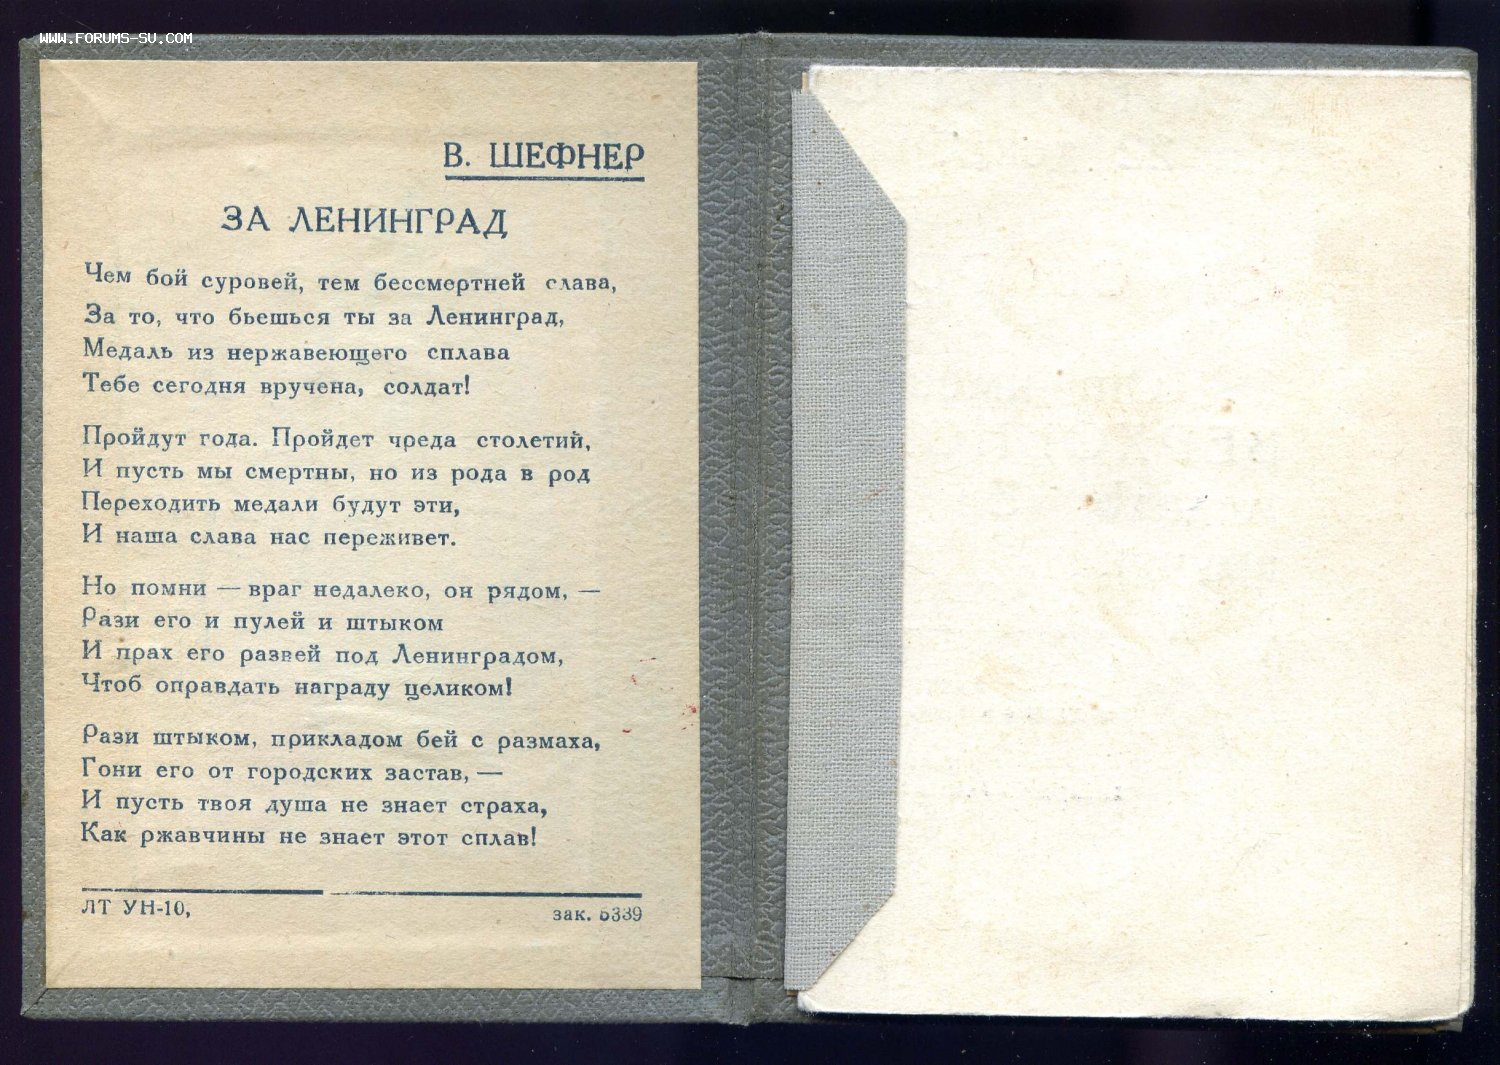 WWW.FORUMS-SU.COM
В. ШЕФНЕР
ЗА ЛЕНИНГРАД
Чем бой суровей, тем бессмертней слава,
За то, что бьешься ты за Ленинград,
Медаль из нержавеющего сплава
Тебе сегодня вручена, солдат!
Пройдут года. Пройдет чреда столетий,
И пусть мы смертны, но из рода в род
Переходить медали будут эти,
И наша слава нас переживет.
Но помни — враг недалеко, он рядом, —
Рази его и пулей и штыком
И прах его развей под Ленинградом,
Чтоб оправдать награду целиком!
Рази штыком, прикладом бей с размаха,
Гони его от городских застав, —
И пусть твоя душа не знает страха,
Как ржавчины не знает этот сплав!
ЛТ УН-10,
зак.